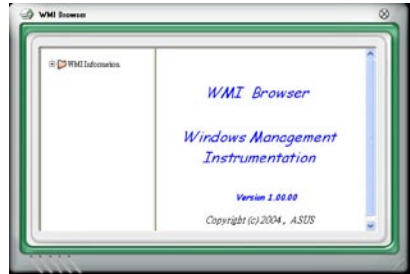 WMI Browser
WMI Information
WMI Browser
Windows Management
Instrumentation
Version 1.00.00
Copyright (c) 2004, ASUS